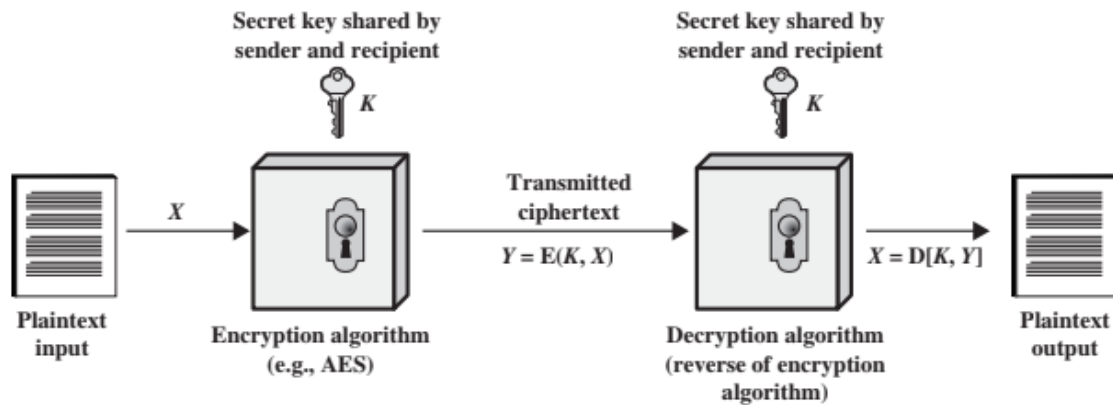 Secret key shared by
sender and recipient
K
Secret key shared by
sender and recipient
K
X
Transmitted
ciphertext
Y = E(K, X)
X = D[K, Y]
Plaintext
input
Encryption algorithm
(e.g., AES)
Decryption algorithm
(reverse of encryption
algorithm)
Plaintext
output